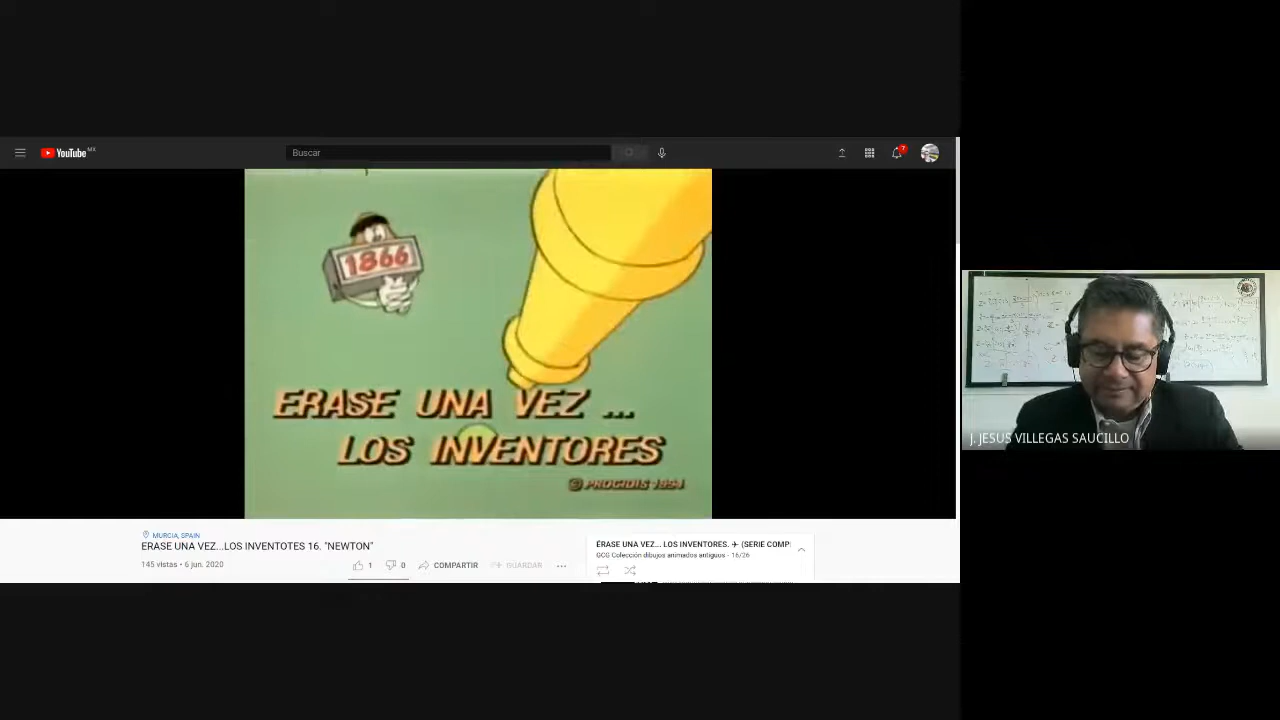 YouTube MX
Buscar
7
1866
ERASE UNA VEZ ...
LOS INVENTORES
© PROCIDIS 1994
MURCIA, SPAIN
ERASE UNA VEZ...LOS INVENTOTES 16. "NEWTON"
145 vistas • 6 jun. 2020
1
0
COMPARTIR
GUARDAR
ÉRASE UNA VEZ... LOS INVENTORES. ✈ (SERIE COMP
GCG Colección dibujos animados antiguos - 16/26
J. JESUS VILLEGAS SAUCILLO